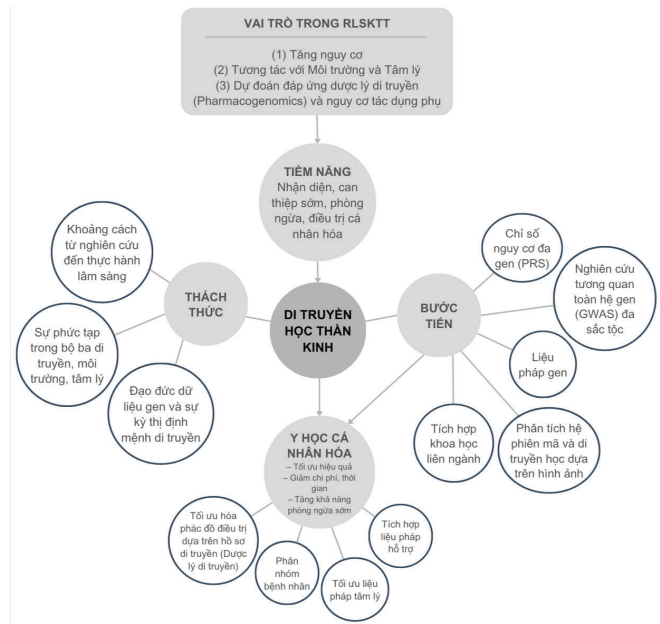 VAI TRÒ TRONG RLSKTT
(1) Tăng nguy cơ
(2) Tương tác với Môi trường và Tâm lý
(3) Dự đoán đáp ứng dược lý di truyền
(Pharmacogenomics) và nguy cơ tác dụng phụ
TIỀM NĂNG
Nhận diện, can
thiệp sớm, phòng
ngừa, điều trị cá
nhân hóa
Khoảng cách
từ nghiên cứu
đến thực hành
lâm sàng
THÁCH
THỨC
Sự phức tạp
trong bộ ba di
truyền, môi
trường, tâm lý
Đạo đức dữ
liệu gen và sự
kỳ thị định
mệnh di truyền
DI TRUYỀN
HỌC THẦN
KINH
BƯỚC
TIẾN
Chỉ số
nguy cơ đa
gen (PRS)
Nghiên cứu
tương quan
toàn hệ gen
(GWAS) đa
sắc tộc
Liệu
pháp gen
Phân tích hệ
phiên mã và di
truyền học dựa
trên hình ảnh
Tích hợp
khoa học
liên ngành
Y HỌC CÁ
NHÂN HÓA
– Tối ưu hiệu quả
– Giảm chi phí, thời
gian
– Tăng khả năng
phòng ngừa sớm
Tối ưu hóa
phác đồ điều trị
dựa trên hồ sơ
di truyền (Dược
lý di truyền)
Phân
nhóm
bệnh nhân
Tối ưu liệu
pháp tâm lý
Tích hợp
liệu pháp
hỗ trợ